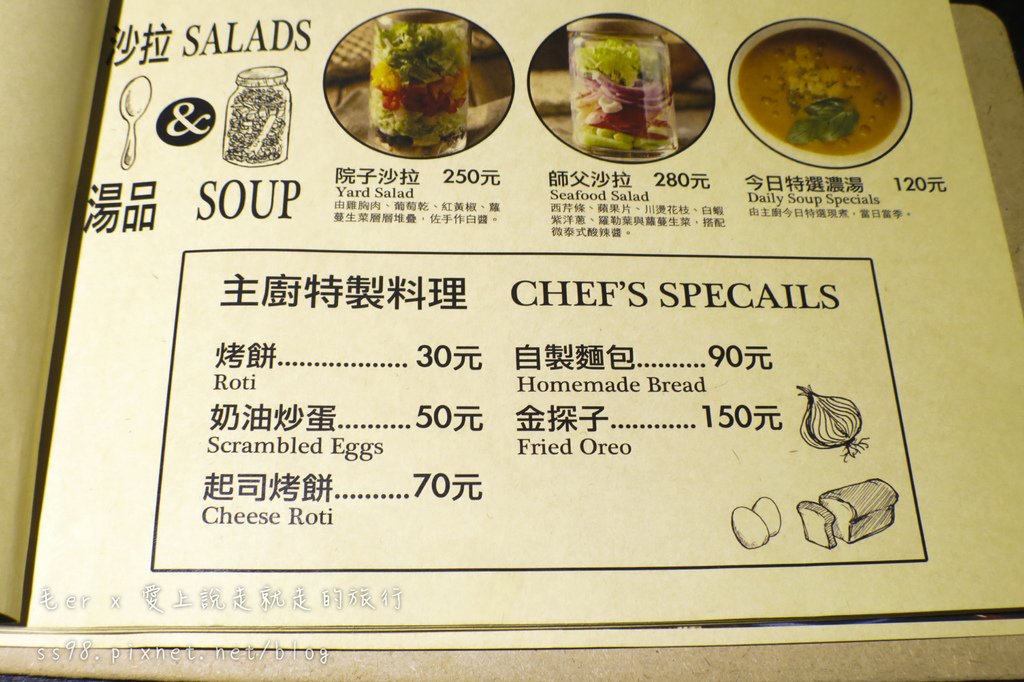 沙拉 SALADS
&
湯品 SOUP
院子沙拉 250元
Yard Salad
由雞胸肉、葡萄乾、紅黃椒、蘿
蔓生菜層層堆疊，佐手作白醬。
師父沙拉 280元
Seafood Salad
西芹條、蘋果片、川燙花枝、白蝦
紫洋蔥、羅勒葉與蘿蔓生菜，搭配
微泰式酸辣醬。
今日特選濃湯 120元
Daily Soup Specials
由主廚今日特選現煮，當日當季。
主廚特製料理 CHEF'S SPECAILS
烤餅.................. 30元
Roti
奶油炒蛋..........50元
Scrambled Eggs
起司烤餅..........70元
Cheese Roti
自製麵包..........90元
Homemade Bread
金探子............150元
Fried Oreo
毛er x 愛上說走就走的旅行
ss98.pixnet.net/blog